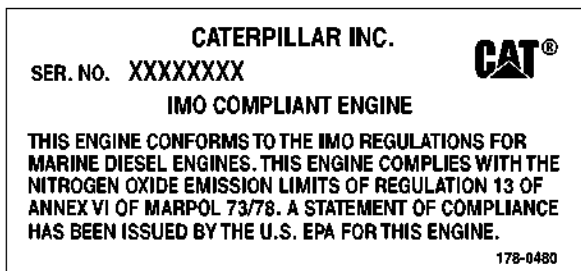 CATERPILLAR INC.
CAT®
SER. NO. XXXXXXXX
IMO COMPLIANT ENGINE
THIS ENGINE CONFORMS TO THE IMO REGULATIONS FOR
MARINE DIESEL ENGINES. THIS ENGINE COMPLIES WITH THE
NITROGEN OXIDE EMISSION LIMITS OF REGULATION 13 OF
ANNEX VI OF MARPOL 73/78. A STATEMENT OF COMPLIANCE
HAS BEEN ISSUED BY THE U.S. EPA FOR THIS ENGINE.
178-0480